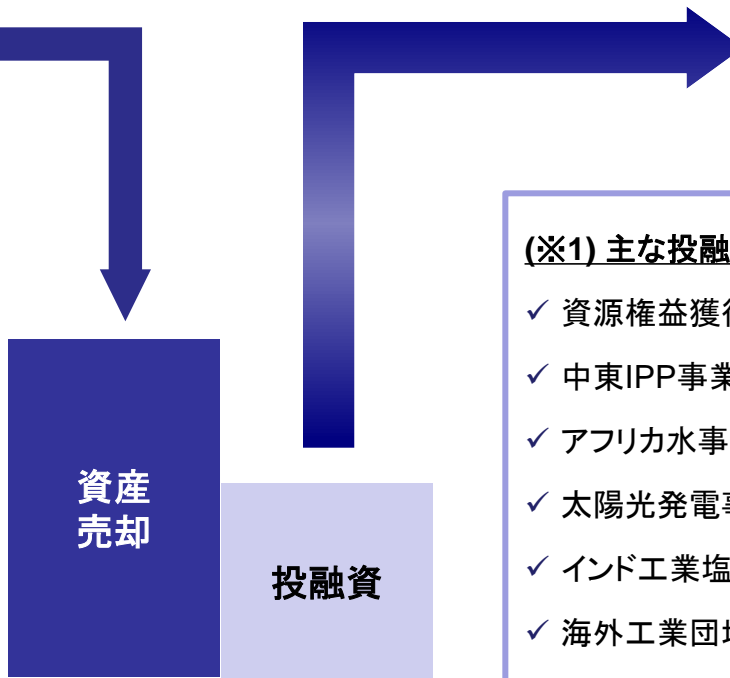 資産
売却
投融資
(※1) 主な投融
✓ 資源権益獲
✓ 中東IPP事業
✓ アフリカ水事
✓ 太陽光発電
✓ インド工業塩
✓ 海外工業団